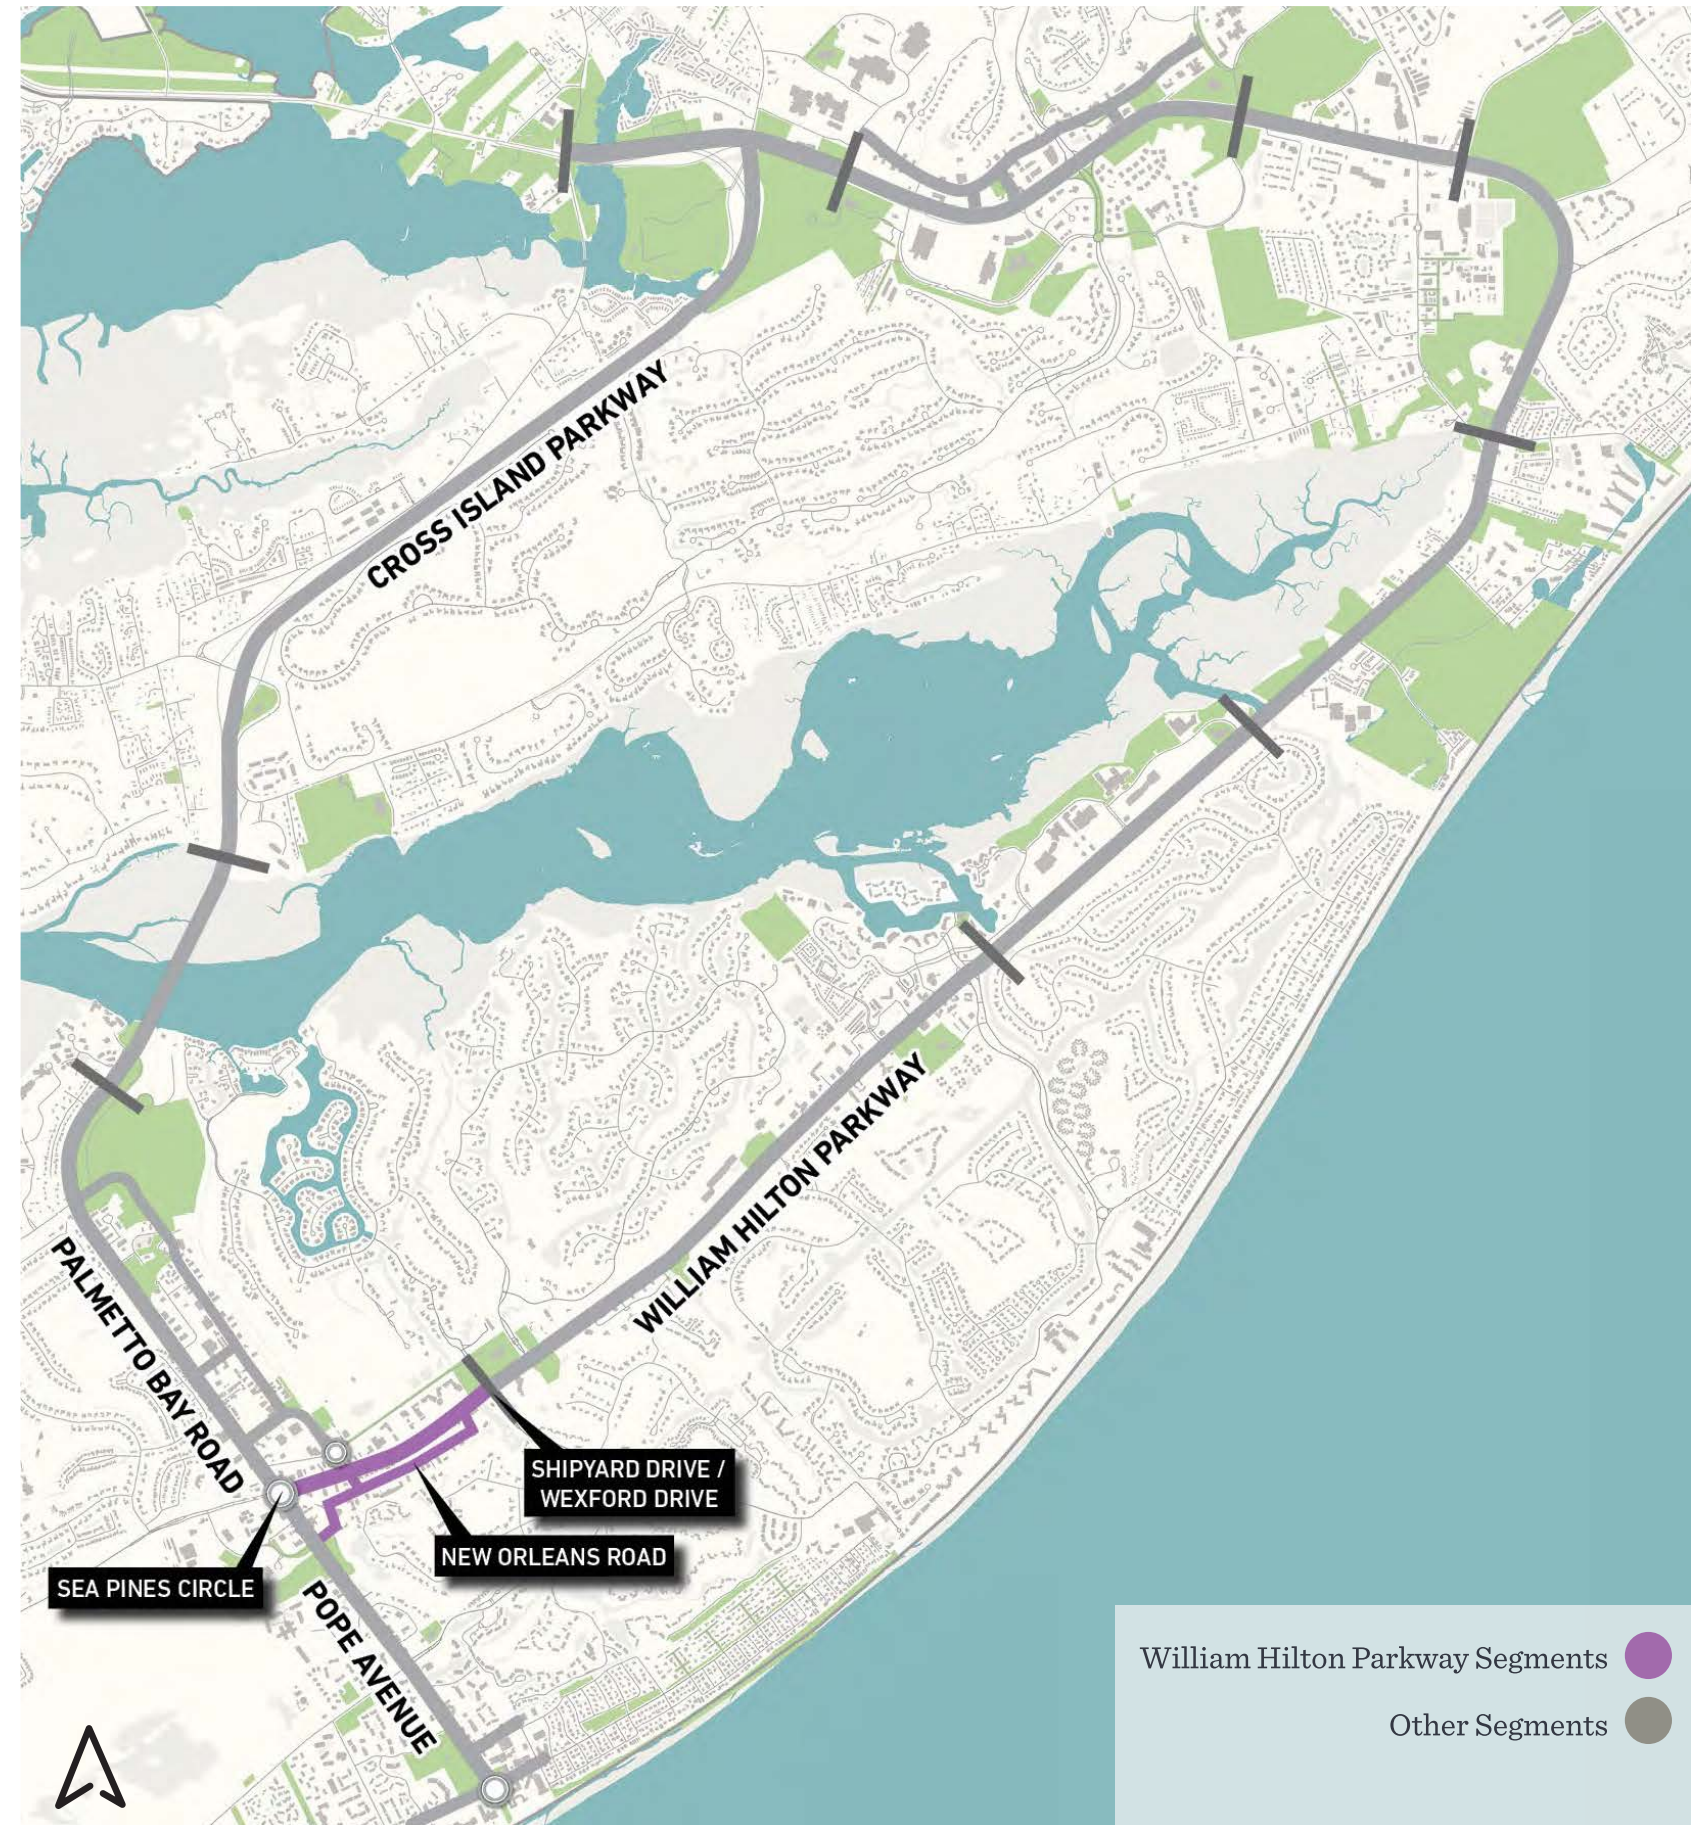 CROSS ISLAND PARKWAY
WILLIAM HILTON PARKWAY
PALMETTO BAY ROAD
SHIPYARD DRIVE /
WEXFORD DRIVE
NEW ORLEANS ROAD
SEA PINES CIRCLE
POPE AVENUE
William Hilton Parkway Segments
Other Segments